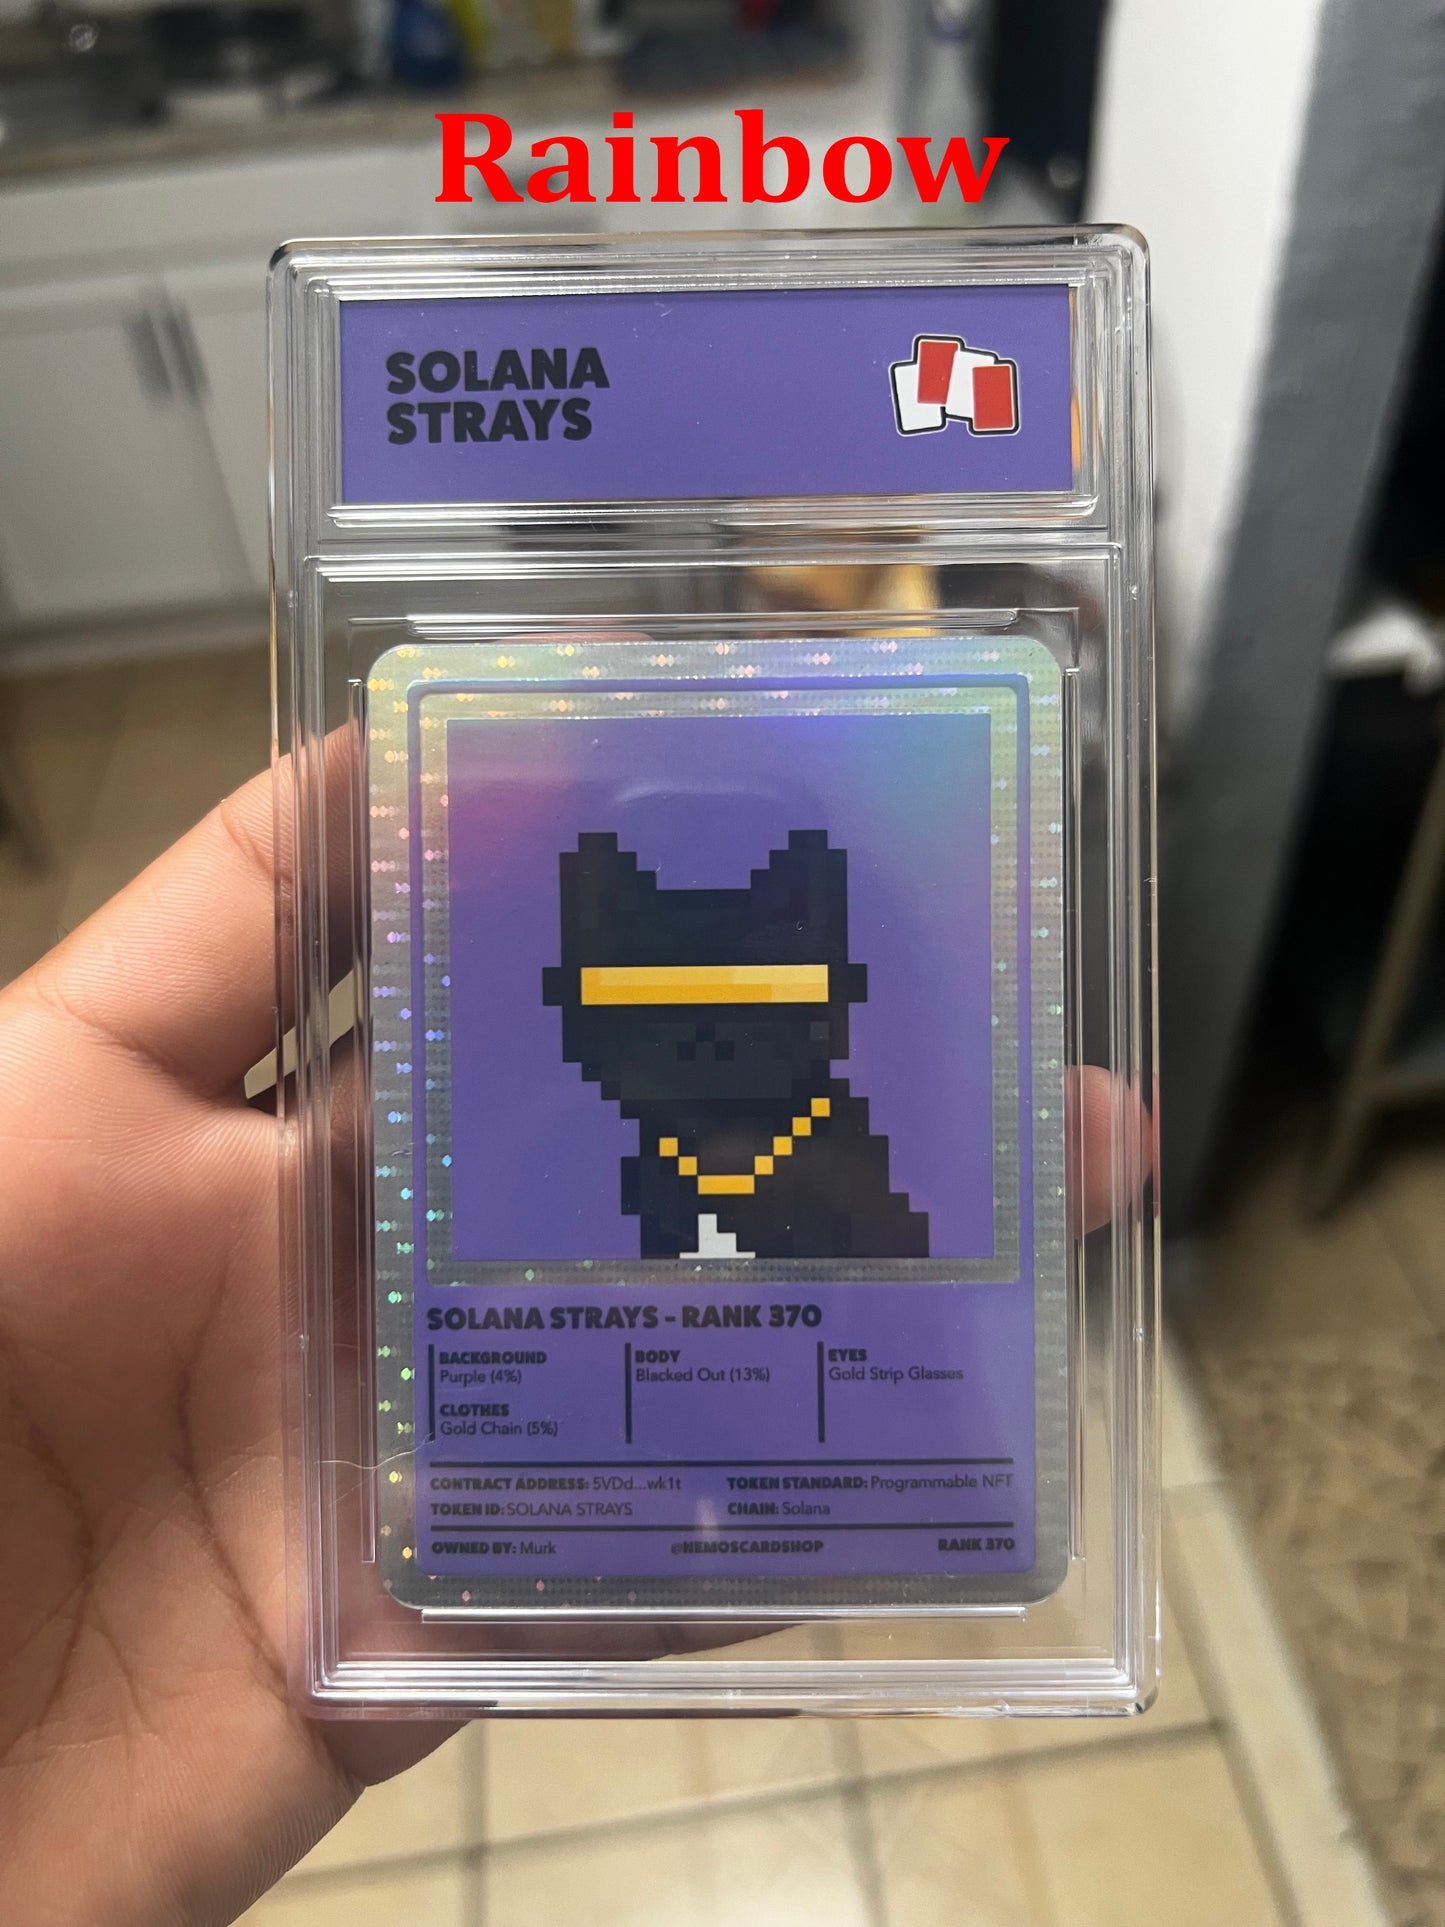 Rainbow
SOLANA
STRAYS
SOLANA STRAYS - RANK 370
BACKGROUND
Purple (4%)
BODY
Blacked Out (13%)
EYES
Gold Strip Glasses
CLOTHES
Gold Chain (5%)
CONTRACT ADDRESS: 5VDd...wk1t
TOKEN STANDARD: Programmable NFT
TOKEN ID: SOLANA STRAYS
CHAIN: Solana
OWNED BY: Murk
@NEMOSCARDSHOP
RANK 370